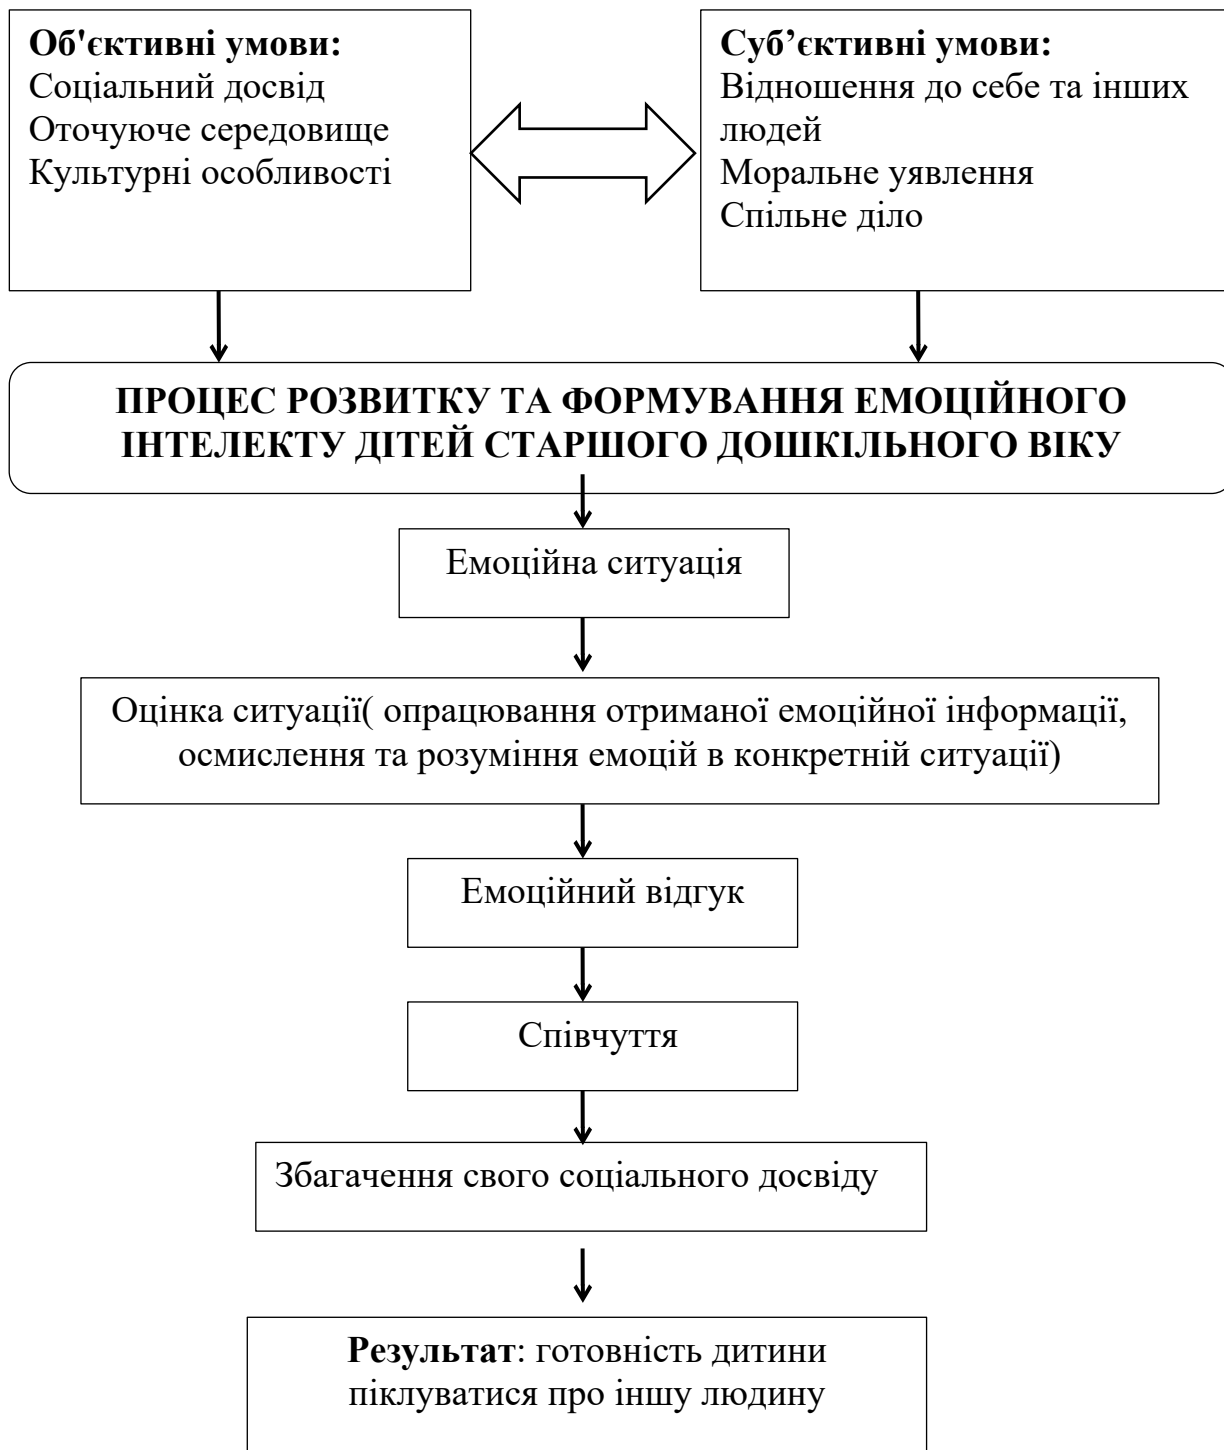 Об'єктивні умови:
Соціальний досвід
Оточуюче середовище
Культурні особливості
Суб’єктивні умови:
Відношення до себе та інших
людей
Моральне уявлення
Спільне діло
ПРОЦЕС РОЗВИТКУ ТА ФОРМУВАННЯ ЕМОЦІЙНОГО
ІНТЕЛЕКТУ ДІТЕЙ СТАРШОГО ДОШКІЛЬНОГО ВІКУ
Емоційна ситуація
Оцінка ситуації( опрацювання отриманої емоційної інформації,
осмислення та розуміння емоцій в конкретній ситуації)
Емоційний відгук
Співчуття
Збагачення свого соціального досвіду
Результат: готовність дитини
піклуватися про іншу людину